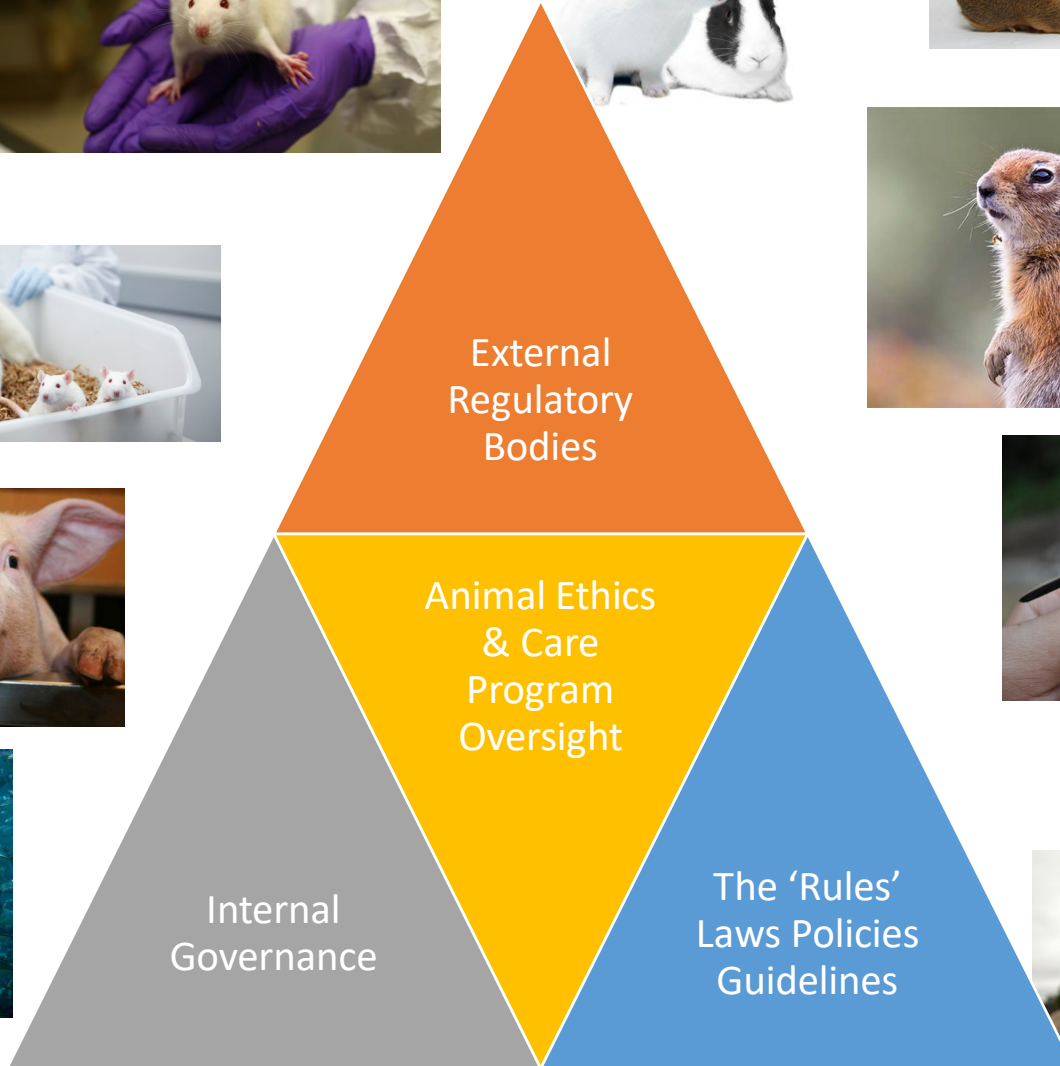 External
Regulatory
Bodies
Animal Ethics
& Care
Program
Oversight
Internal
Governance
The ‘Rules’
Laws Policies
Guidelines